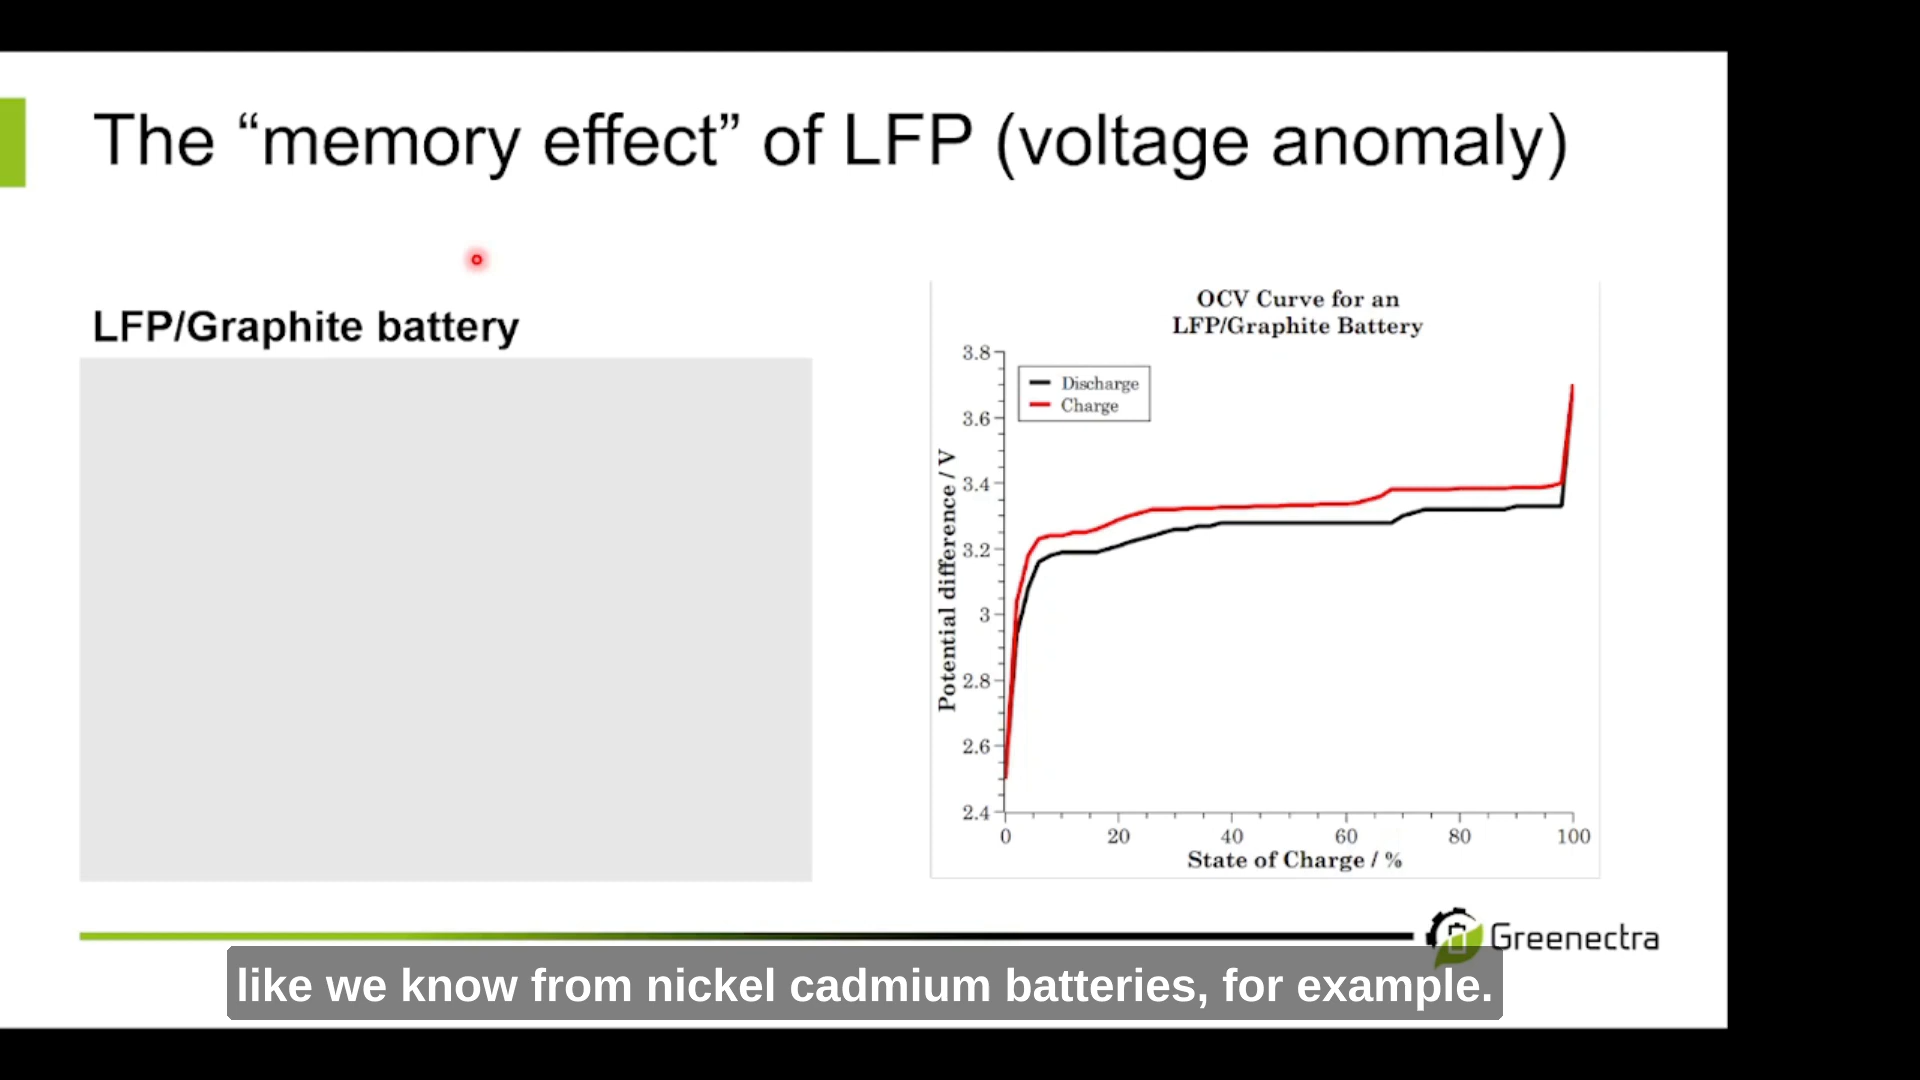 The “memory effect” of LFP (voltage anomaly)
LFP/Graphite battery
OCV Curve for an
LFP/Graphite Battery
Discharge
Charge
Potential difference / V
3.8
3.6
3.4
3.2
3
2.8
2.6
2.4
0 20 40 60 80 100
State of Charge / %
Greenectra
like we know from nickel cadmium batteries, for example.